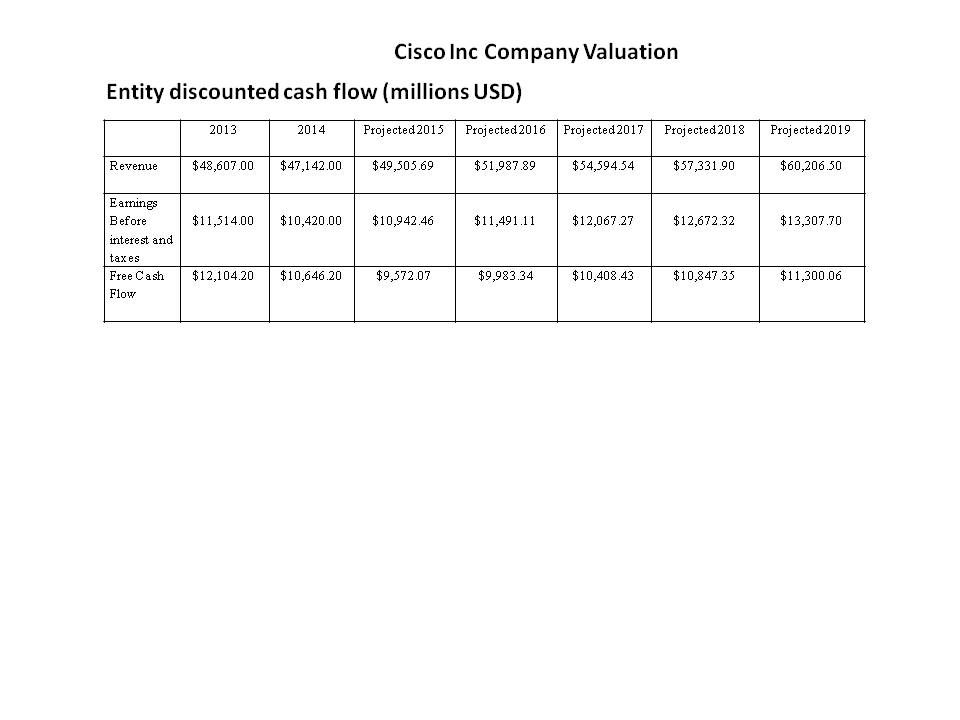 Cisco Inc Company Valuation
Entity discounted cash flow (millions USD)
2013 2014 Projected 2015 Projected 2016 Projected 2017 Projected 2018 Projected 2019
Revenue $48,607.00 $47,142.00 $49,505.69 $51,987.89 $54,594.54 $57,331.90 $60,206.50
Earnings
Before $11,514.00 $10,420.00 $10,942.46 $11,491.11 $12,067.27 $12,672.32 $13,307.70
interest and
taxes
Free Cash $12,104.20 $10,646.20 $9,572.07 $9,983.34 $10,408.43 $10,847.35 $11,300.06
Flow